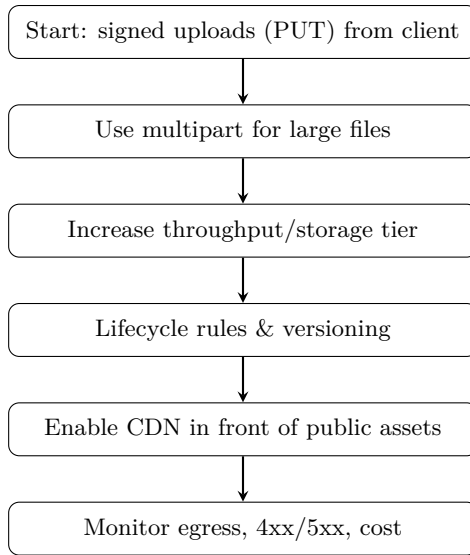 Start: signed uploads (PUT) from client
Use multipart for large files
Increase throughput/storage tier
Lifecycle rules & versioning
Enable CDN in front of public assets
Monitor egress, 4xx/5xx, cost